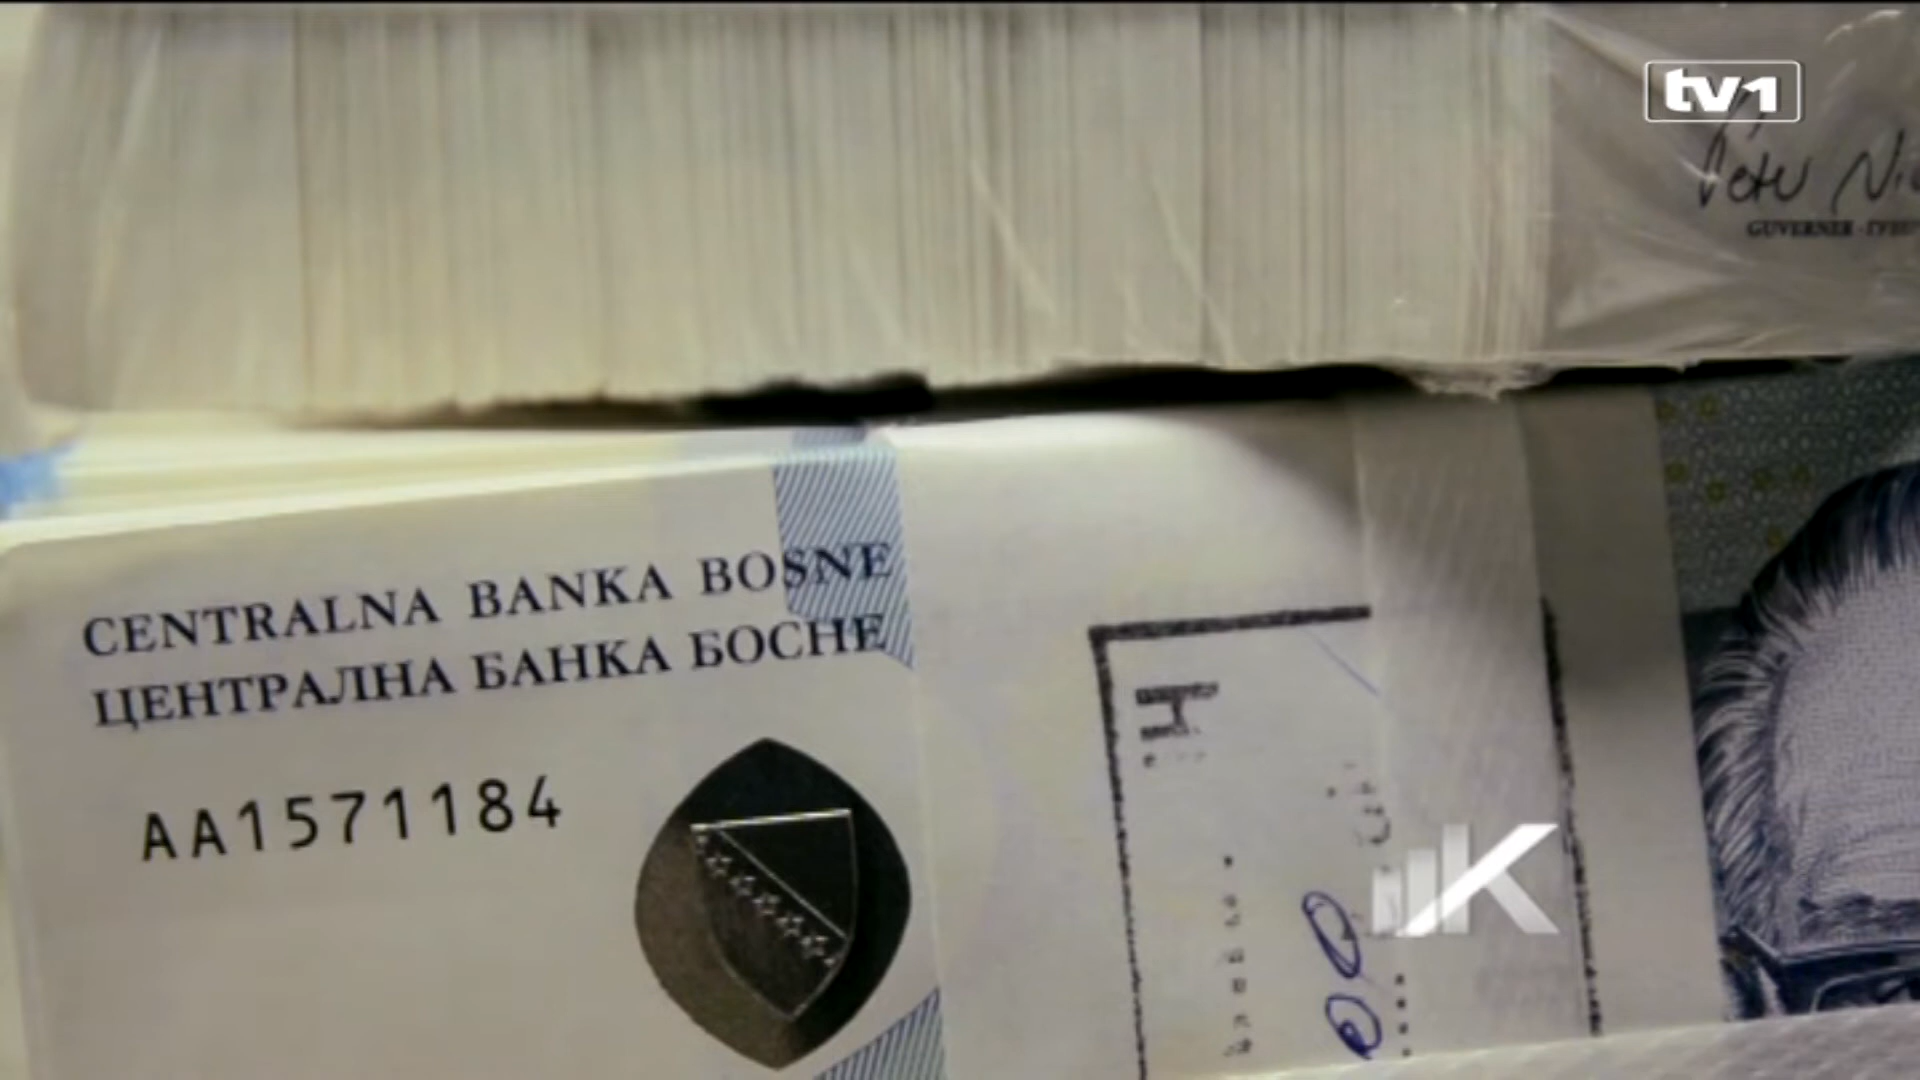 tv1
GUVERNER
CENTRALNA BANKA BOSNE
ЦЕНТРАЛНА БАНКА БОСНЕ
AA1571184
K